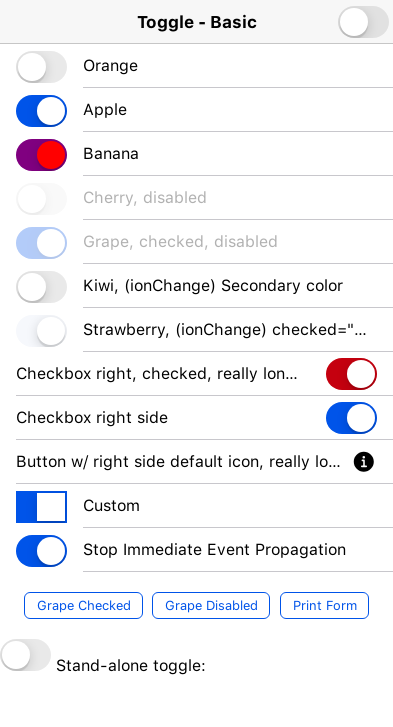 Toggle - Basic
Orange
Apple
Banana
Cherry, disabled
Grape, checked, disabled
Kiwi, (ionChange) Secondary color
Strawberry, (ionChange) checked="...
Checkbox right, checked, really lon...
Checkbox right side
Button w/ right side default icon, really lo...
Custom
Stop Immediate Event Propagation
Grape Checked Grape Disabled Print Form
Stand-alone toggle: